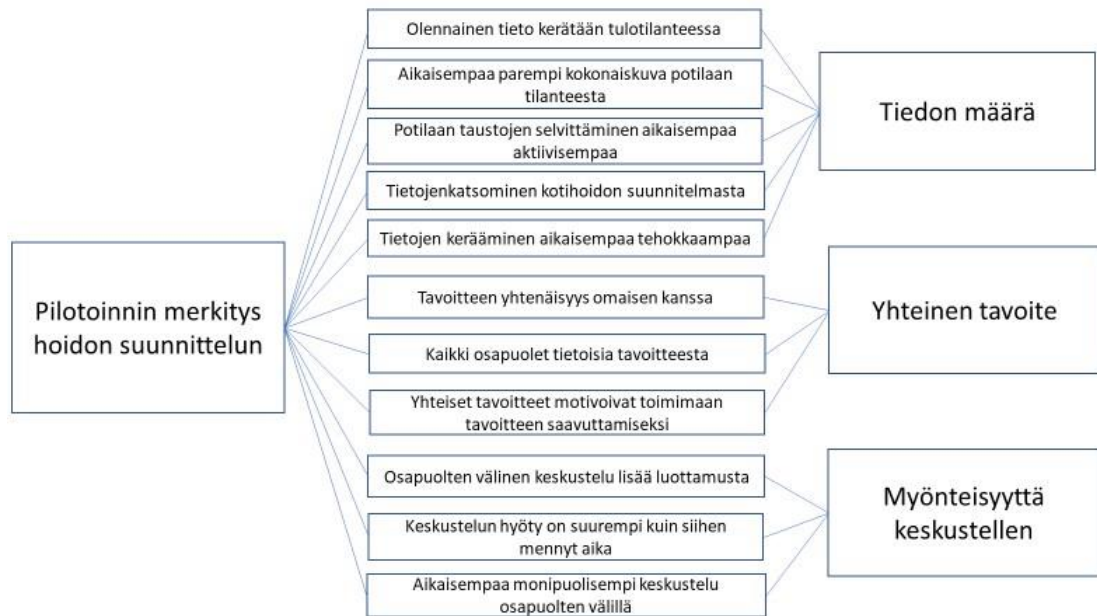 Pilotoinnin merkitys
hoidon suunnittelun
Olennainen tieto kerätään tulotilanteessa
Aikaisempaa parempi kokonaiskuva potilaan
tilanteesta
Potilaan taustojen selvittäminen aikaisempaa
aktiivisempaa
Tietojenkatsominen kotihoidon suunnitelmasta
Tietojen kerääminen aikaisempaa tehokkaampaa
Tavoitteen yhtenäisyys omaisen kanssa
Kaikki osapuolet tietoisia tavoitteesta
Yhteiset tavoitteet motivoivat toimimaan
tavoitteen saavuttamiseksi
Osapuolten välinen keskustelu lisää luottamusta
Keskustelun hyöty on suurempi kuin siihen
mennyt aika
Aikaisempaa monipuolisempi keskustelu
osapuolten välillä
Tiedon määrä
Yhteinen tavoite
Myönteisyyttä
keskustellen